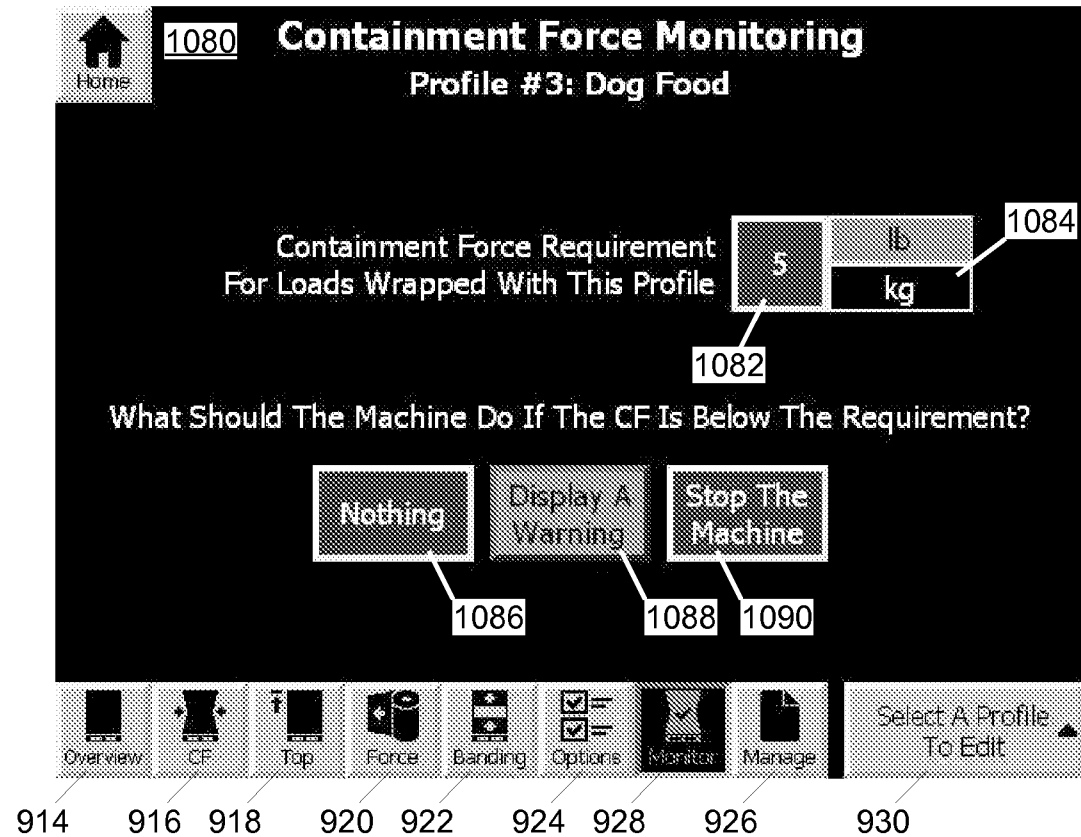 Home
1080
Containment Force Monitoring
Profile #3: Dog Food
Containment Force Requirement
For Loads Wrapped With This Profile
5
lb
kg
1084
1082
What Should The Machine Do If The CF Is Below The Requirement?
Nothing
Display A
Warning
Stop The
Machine
1086
1088
1090
Overview
CF
Top
Force
Banding
Options
Monitor
Manage
Select A Profile
To Edit
914
916
918
920
922
924
928
926
930